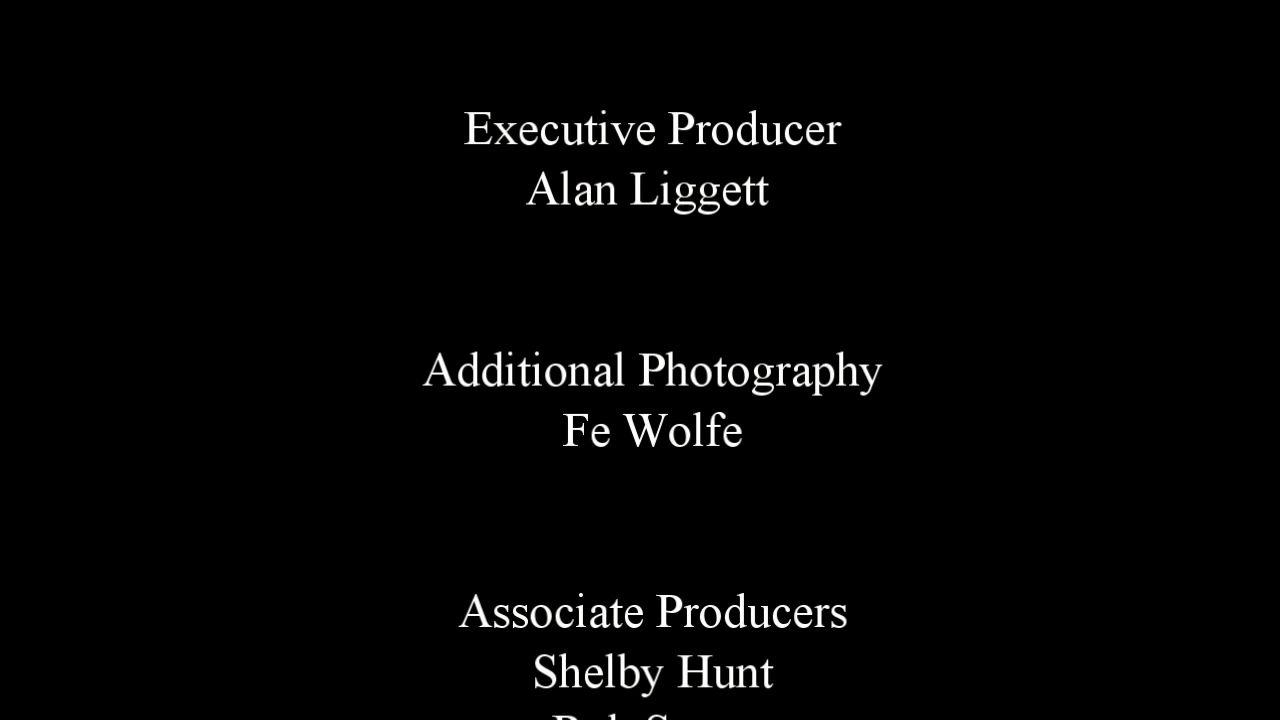 Executive Producer
Alan Liggett
Additional Photography
Fe Wolfe
Associate Producers
Shelby Hunt